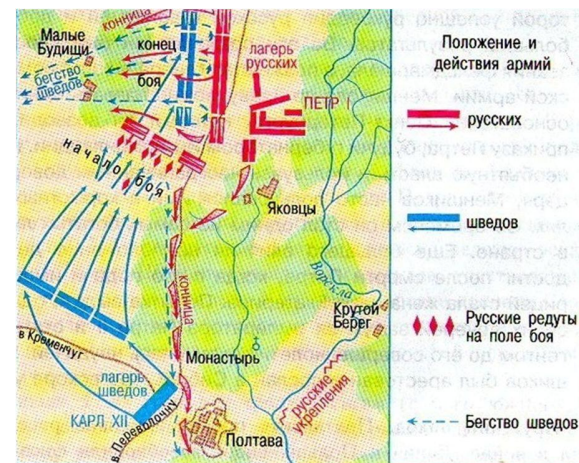 конница
Малые
Будищи
конец
боя
лагерь
русских
ПЕТР I
бегство
шведов
начало боя
Яковцы
конница
Ворскла
Крутой
Берег
в Кременчуг
Монастырь
лагерь
шведов
КАРЛ XII
в Переволочну
Полтава
русские
укрепления
Положение и
действия армий
русских
шведов
Русские редуты
на поле боя
Бегство шведов